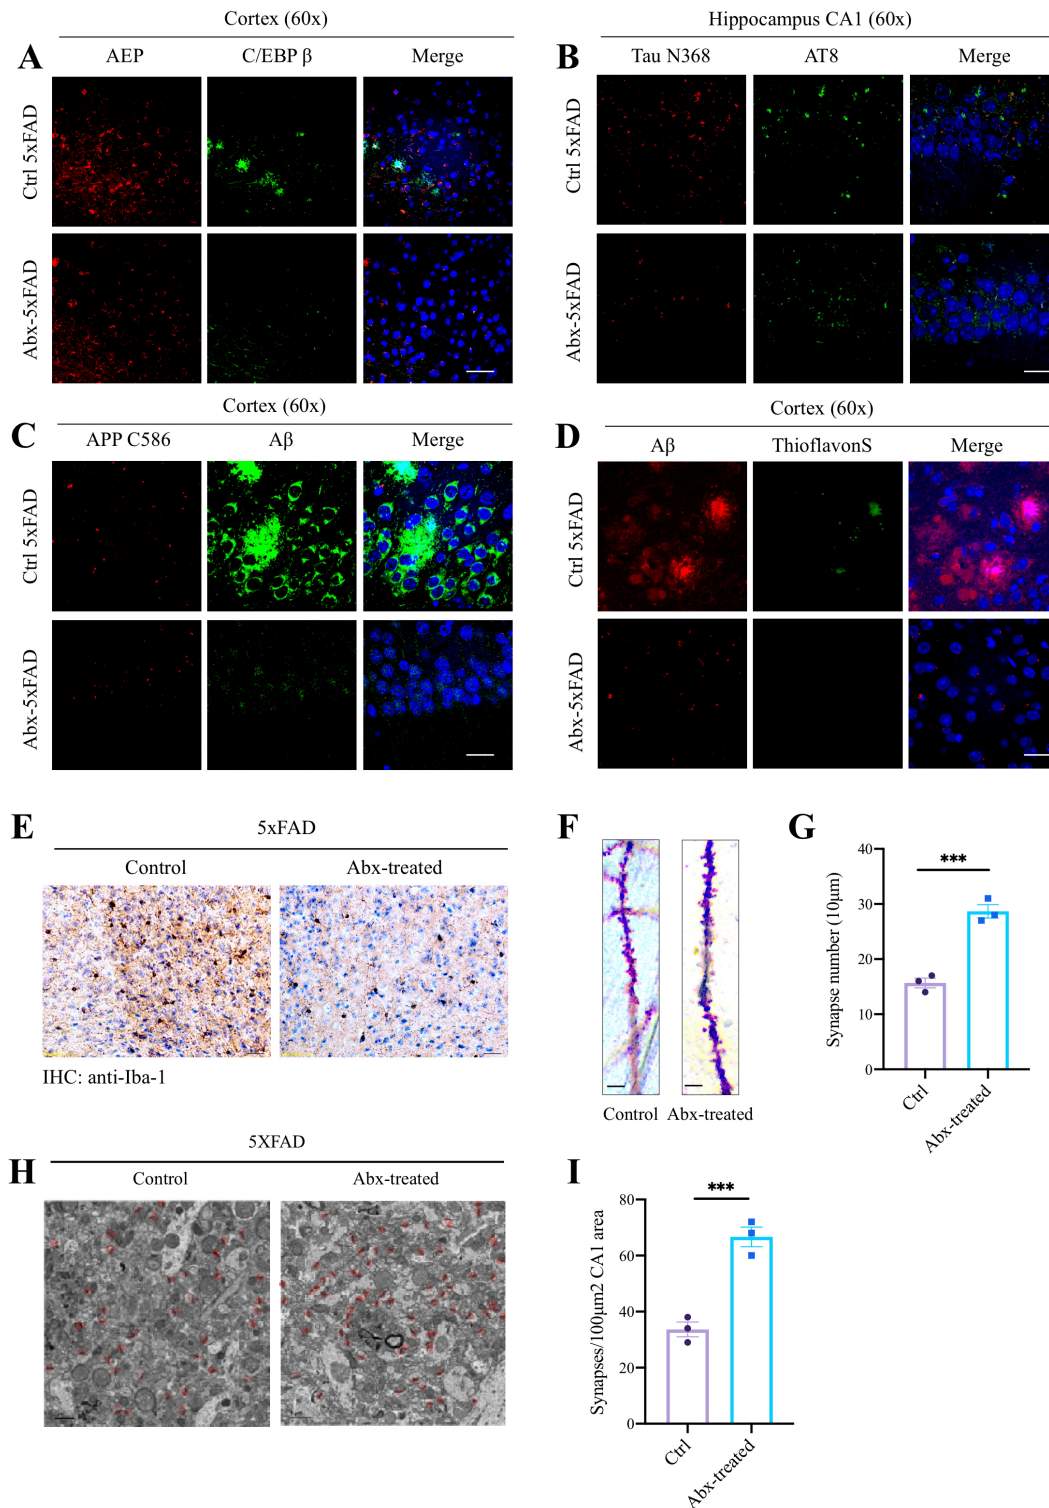 Cortex (60x)
A
AEP
C/EBP β
Merge
Ctrl 5xFAD
Abx-5xFAD
Hippocampus CA1 (60x)
B
Tau N368
AT8
Merge
Ctrl 5xFAD
Abx-5xFAD
Cortex (60x)
C
APP C586
Aβ
Merge
Ctrl 5xFAD
Abx-5xFAD
Cortex (60x)
D
Aβ
ThioflavonS
Merge
Ctrl 5xFAD
Abx-5xFAD
E
5xFAD
Control
Abx-treated
IHC: anti-Iba-1
F
Control
Abx-treated
G
Synapse number (10μm)
40
30
20
10
0
***
Ctrl
Abx-treated
H
5XFAD
Control
Abx-treated
I
Synapses/100μm2 CA1 area
80
60
40
20
0
***
Ctrl
Abx-treated